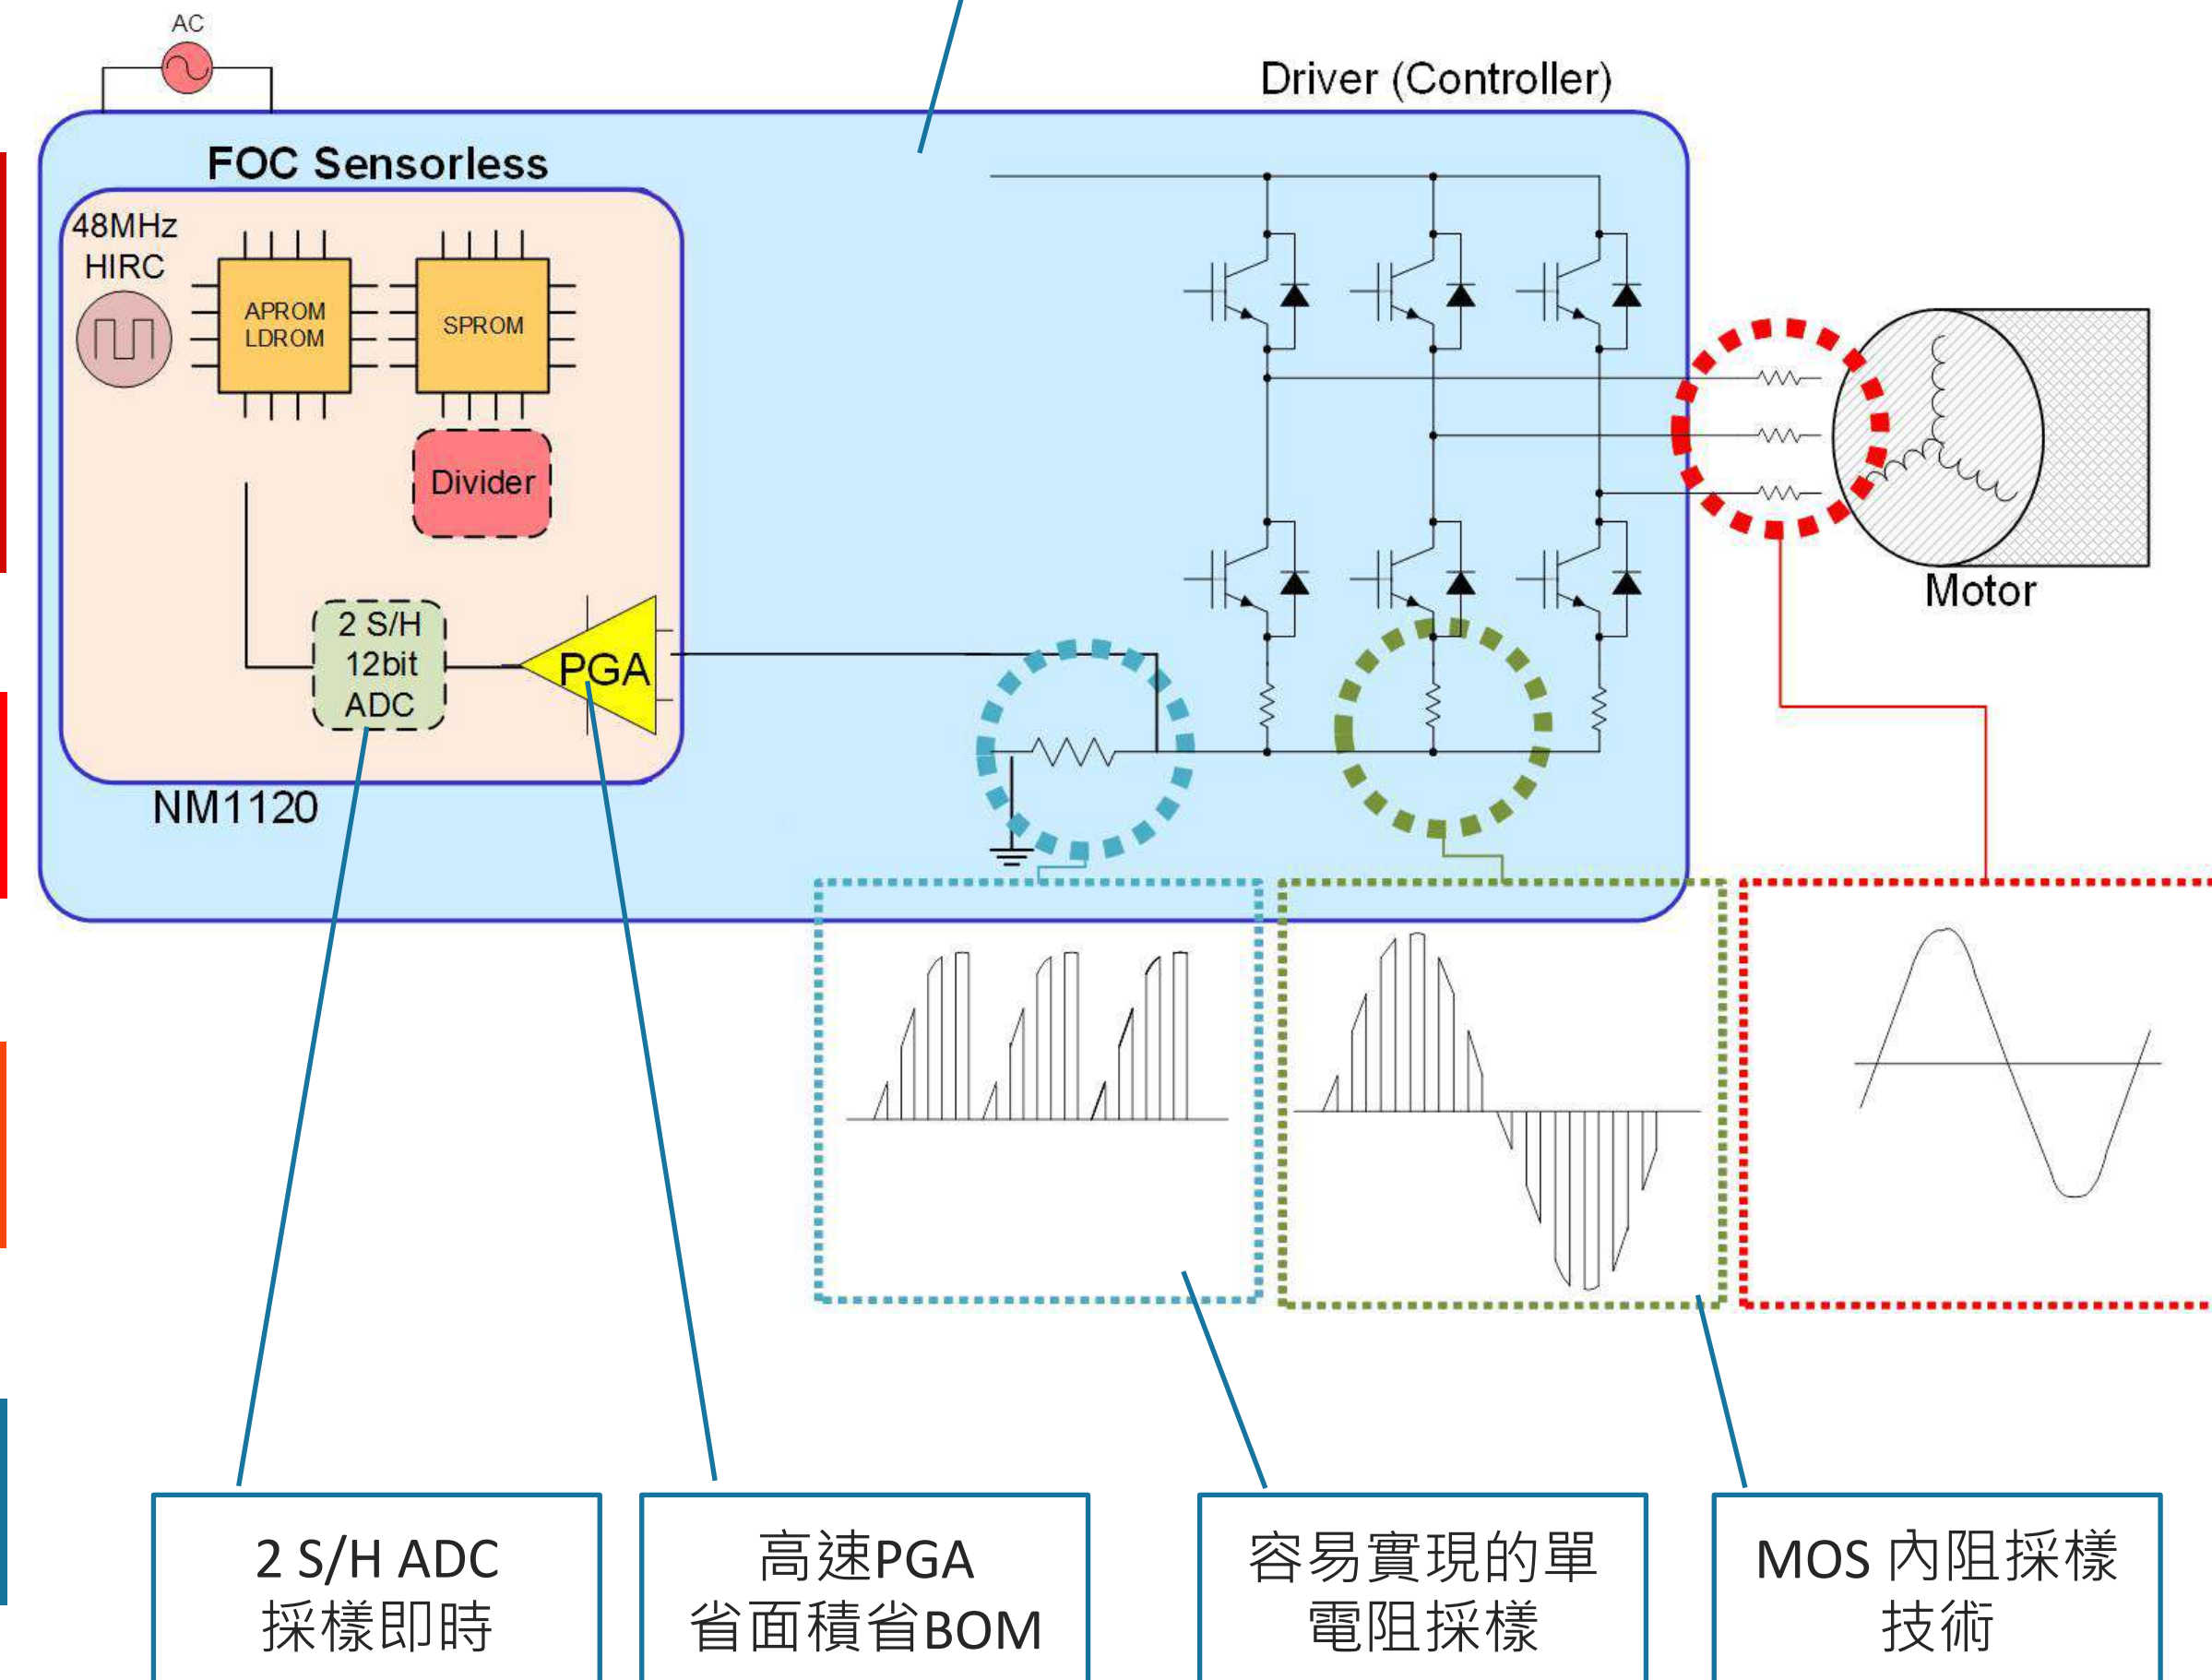 AC
Driver (Controller)
FOC Sensorless
48MHz
HIRC
APROM
LDROM
SPROM
Divider
2 S/H
12bit
ADC
PGA
Motor
NM1120
2 S/H ADC
採樣即時
高速PGA
省面積省BOM
容易實現的單
電阻採樣
MOS 內阻採樣
技術